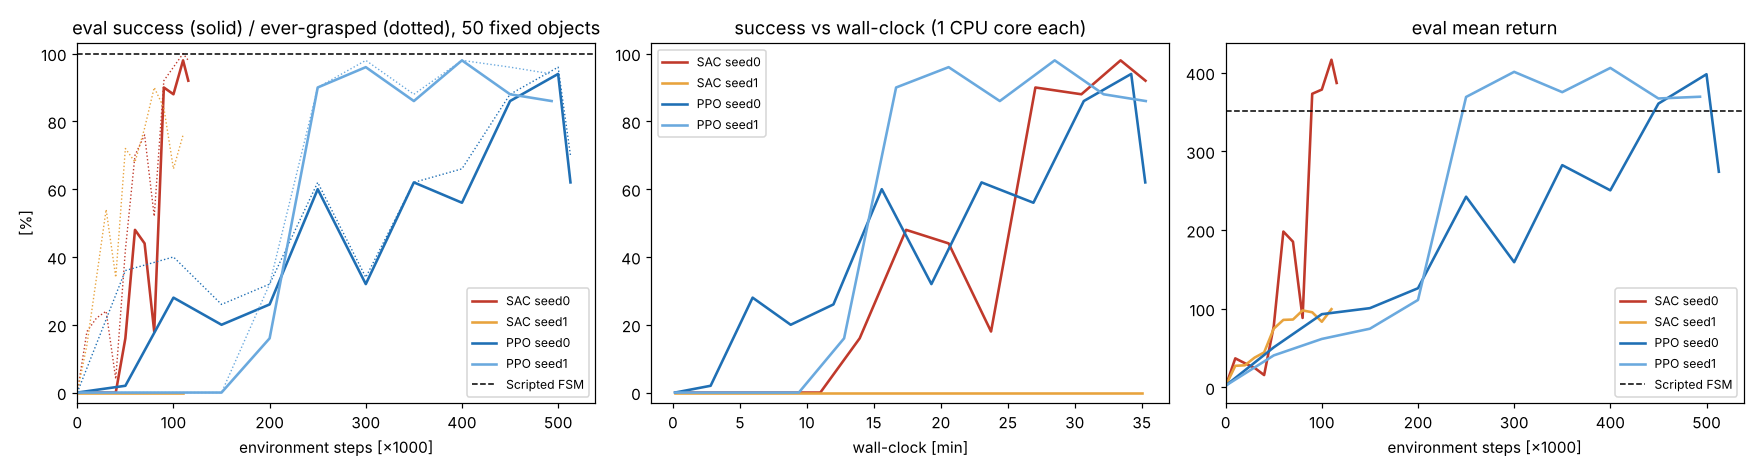 eval success (solid) / ever-grasped (dotted), 50 fixed objects
[%]
100
80
60
40
20
0
SAC seed0
SAC seed1
PPO seed0
PPO seed1
Scripted FSM
0 100 200 300 400 500
environment steps [×1000]
success vs wall-clock (1 CPU core each)
SAC seed0
SAC seed1
PPO seed0
PPO seed1
100
80
60
40
20
0
0 5 10 15 20 25 30 35
wall-clock [min]
eval mean return
400
300
200
100
0
SAC seed0
SAC seed1
PPO seed0
PPO seed1
Scripted FSM
0 100 200 300 400 500
environment steps [×1000]